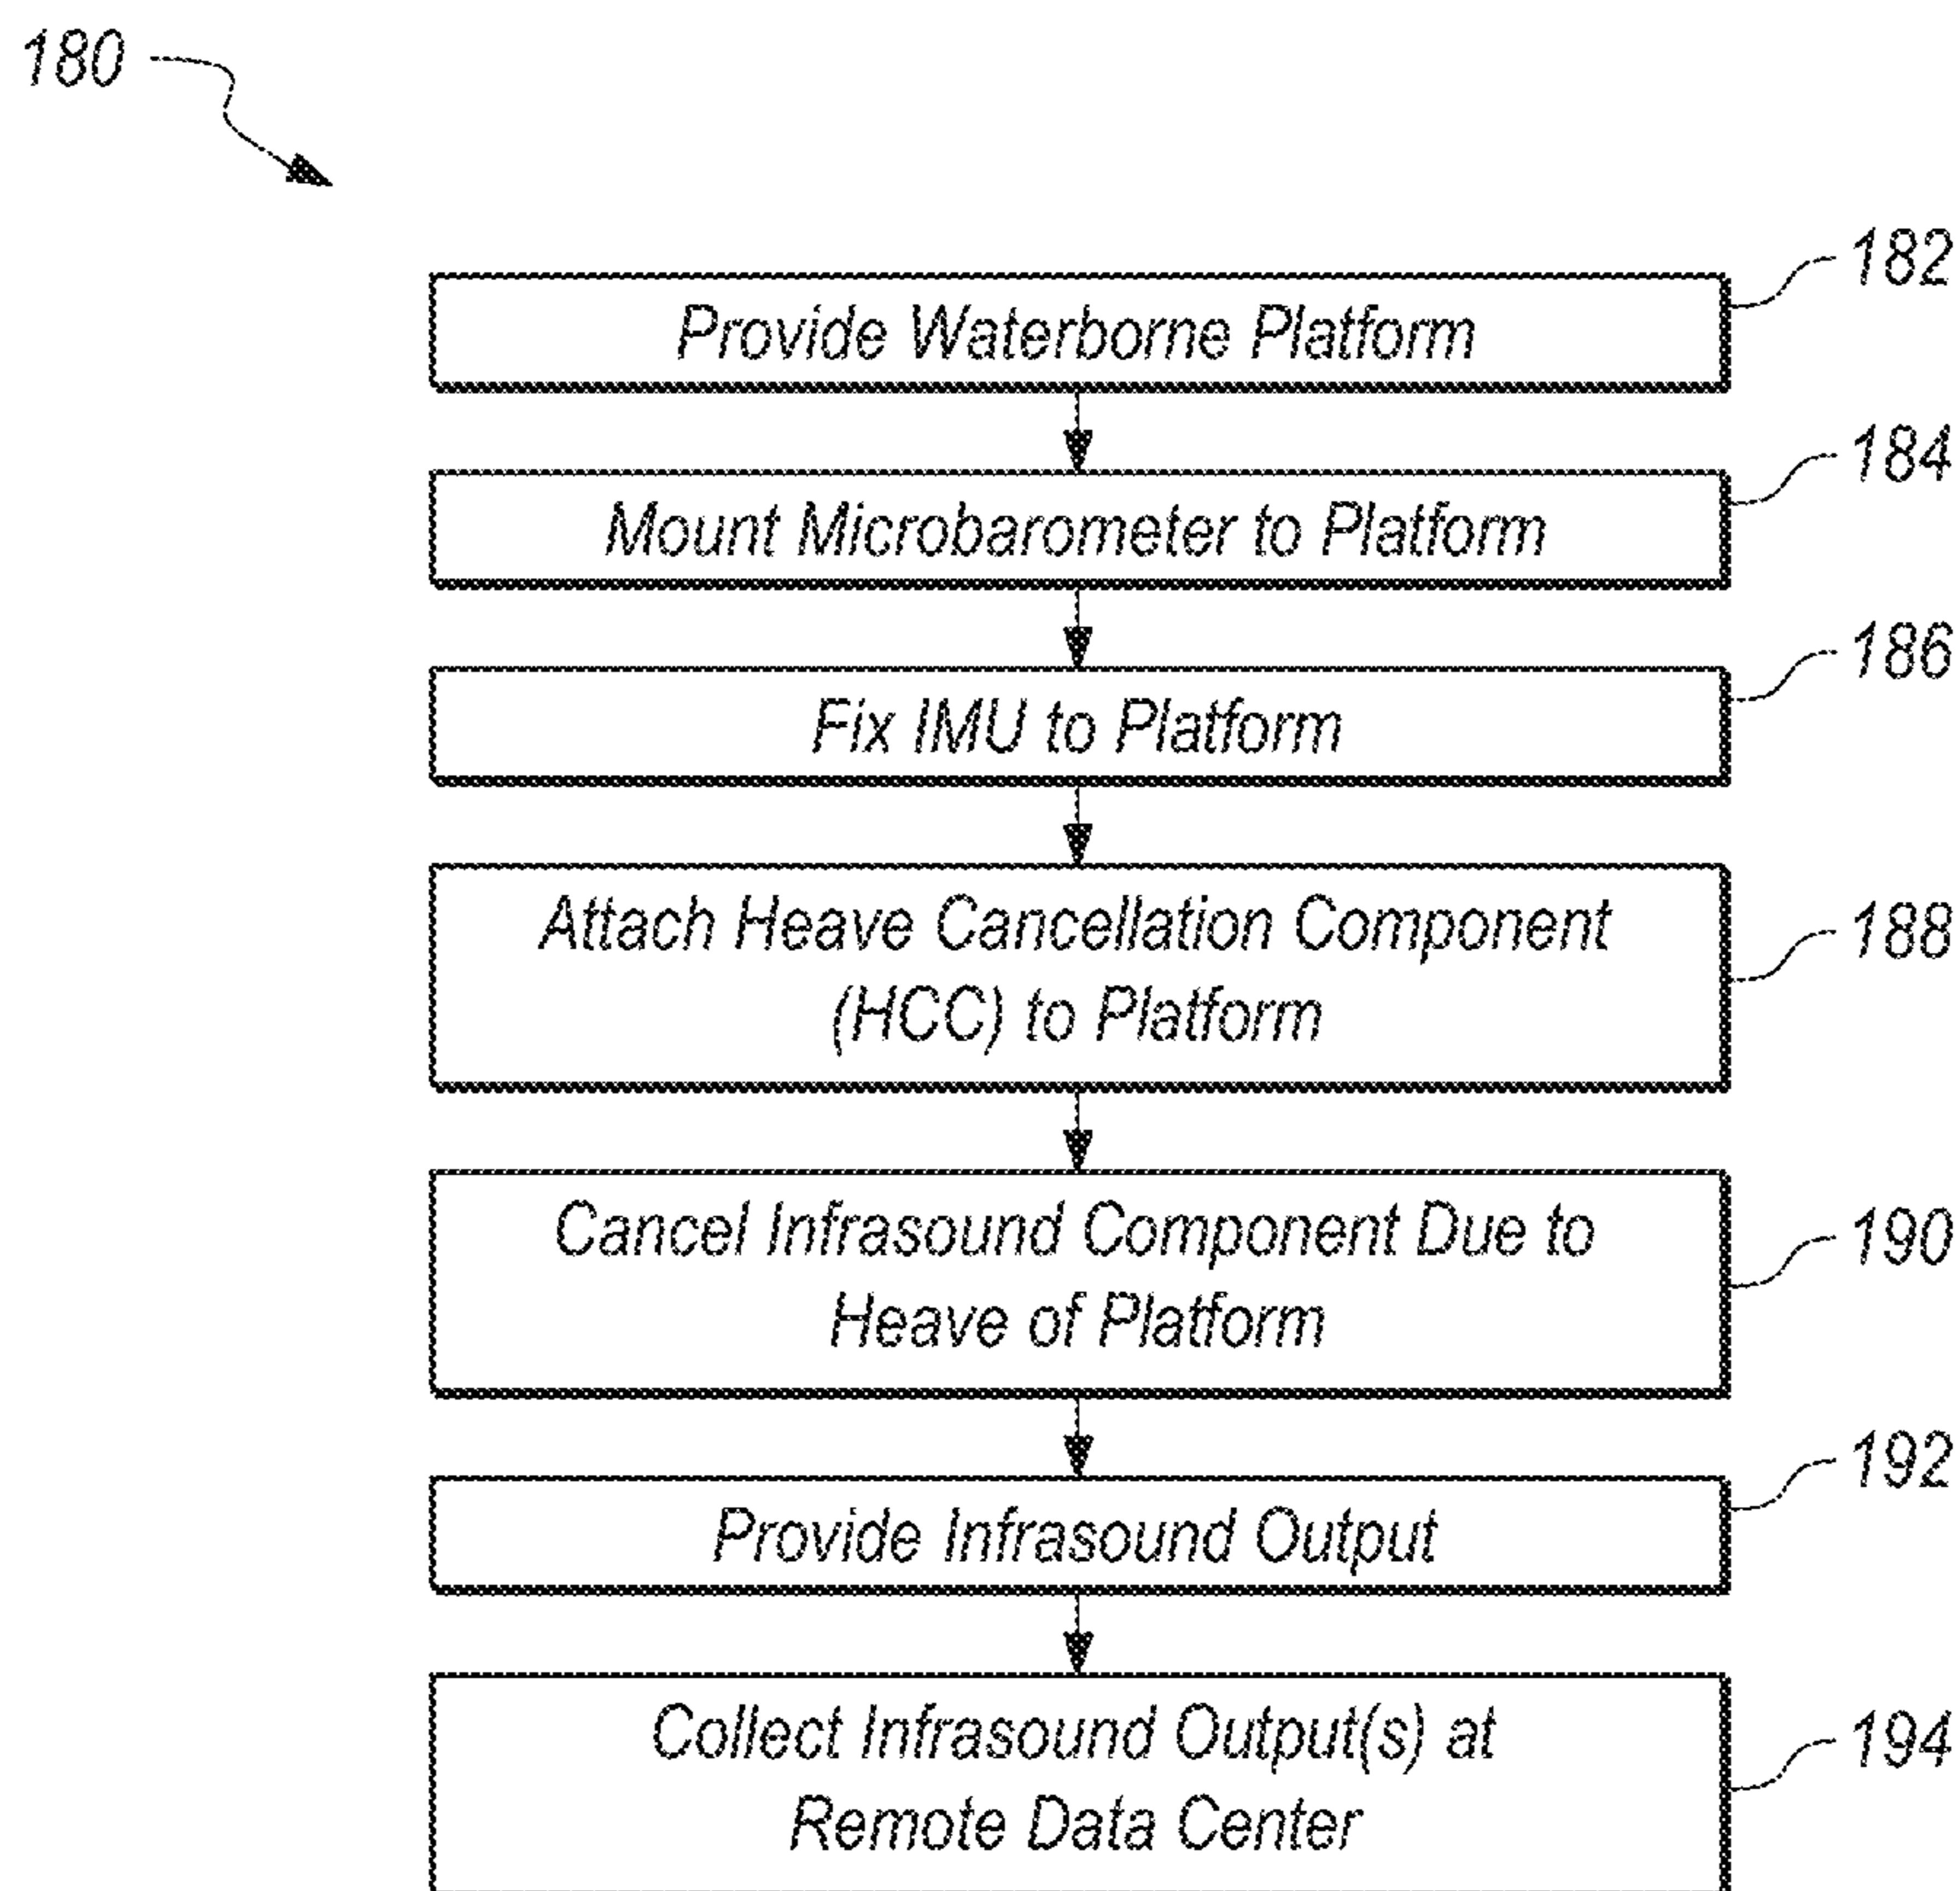 180
182
Provide Waterborne Platform
184
Mount Microbarometer to Platform
186
Fix IMU to Platform
188
Attach Heave Cancellation Component
(HCC) to Platform
190
Cancel Infrasound Component Due to
Heave of Platform
192
Provide Infrasound Output
194
Collect Infrasound Output(s) at
Remote Data Center